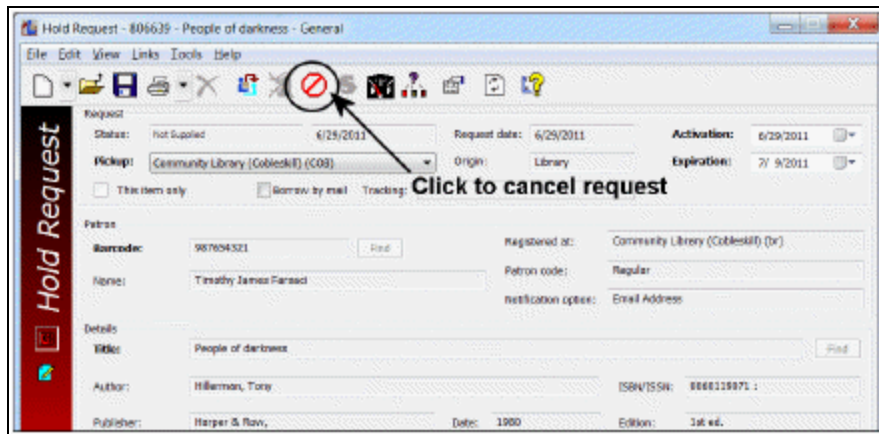 Hold Request - 806639 - People of darkness - General
File Edit View Links Tools Help
Hold Request
Request
Status: Not Supplied 6/29/2011 Request date: 6/29/2011 Activation: 6/29/2011
Pickup: Community Library (Cobleskill) (COB) Origin: Library Expiration: 7/ 9/2011
This item only Borrow by mail Tracking:
Click to cancel request
Patron
Barcode: 987654321 Find Registered at: Community Library (Cobleskill) (br)
Name: Timothy James Patron code: Regular
Notification option: Email Address
Details
Title: People of darkness Find
Author: Hillerman, Tony ISBN/ISSN:
Publisher: Harper & Row, Date: 1980 Edition: 1st ed.